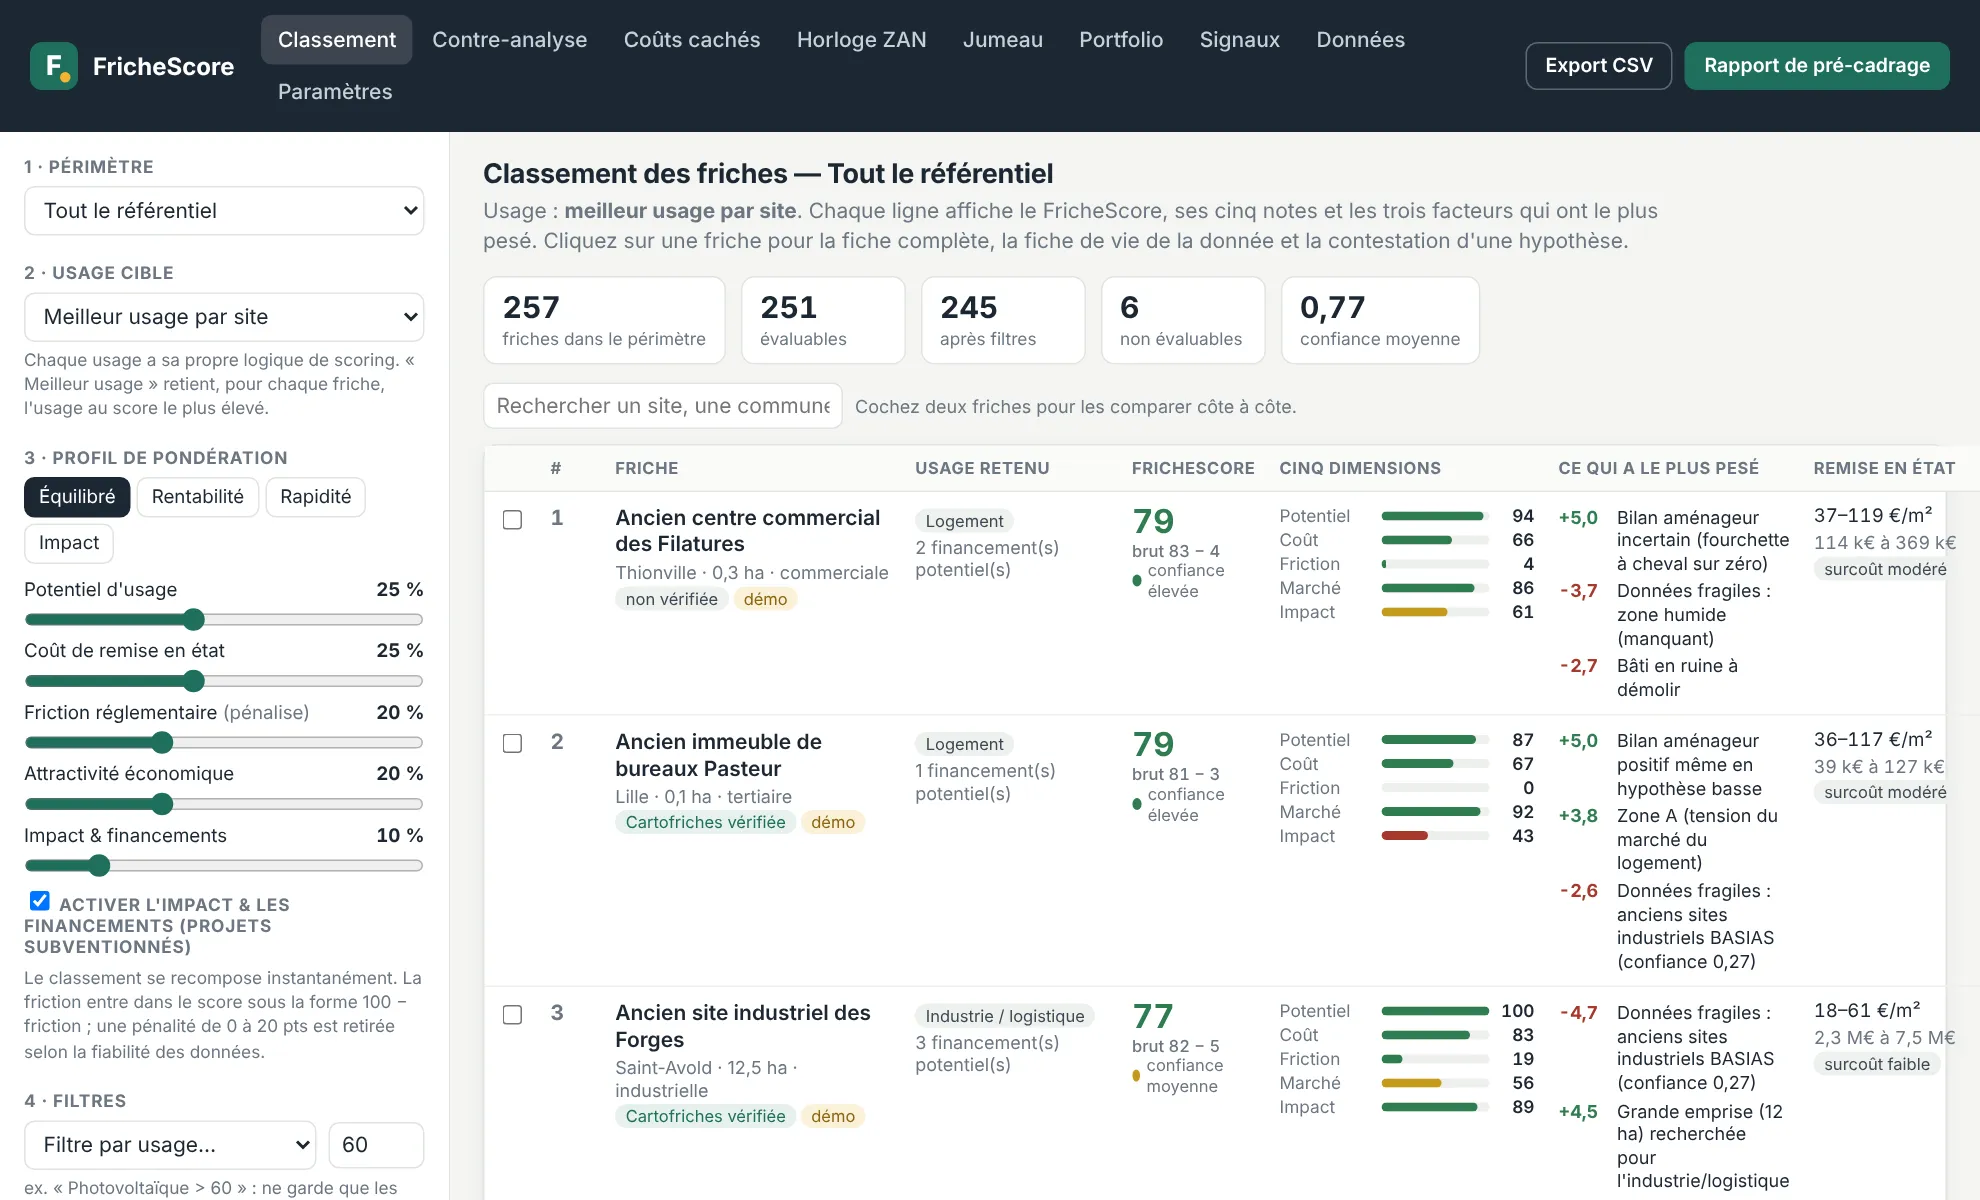 F.
FricheScore
Classement
Contre-analyse
Coûts cachés
Horloge ZAN
Jumeau
Portfolio
Signaux
Données
Paramètres
Export CSV
Rapport de pré-cadrage
1 · PÉRIMÈTRE
Tout le référentiel
2 · USAGE CIBLE
Meilleur usage par site
Chaque usage a sa propre logique de scoring. «
Meilleur usage » retient, pour chaque friche,
l'usage au score le plus élevé.
3 · PROFIL DE PONDÉRATION
Équilibré
Rentabilité
Rapidité
Impact
Potentiel d'usage 25 %
Coût de remise en état 25 %
Friction réglementaire (pénalise) 20 %
Attractivité économique 20 %
Impact & financements 10 %
ACTIVER L'IMPACT & LES
FINANCEMENTS (PROJETS
SUBVENTIONNÉS)
Le classement se recompose instantanément. La
friction entre dans le score sous la forme 100 −
friction ; une pénalité de 0 à 20 pts est retirée
selon la fiabilité des données.
4 · FILTRES
Filtre par usage...
60
ex. « Photovoltaïque > 60 » : ne garde que les
Classement des friches — Tout le référentiel
Usage : meilleur usage par site. Chaque ligne affiche le FricheScore, ses cinq notes et les trois facteurs qui ont le plus
pesé. Cliquez sur une friche pour la fiche complète, la fiche de vie de la donnée et la contestation d'une hypothèse.
257
friches dans le périmètre
251
évaluables
245
après filtres
6
non évaluables
0,77
confiance moyenne
Rechercher un site, une commune
Cochez deux friches pour les comparer côte à côte.
# FRICHE USAGE RETENU FRICHESCORE CINQ DIMENSIONS CE QUI A LE PLUS PESÉ REMISE EN ÉTAT
1
Ancien centre commercial
des Filatures
Thionville · 0,3 ha · commerciale
non vérifiée
démo
Logement
2 financement(s)
potentiel(s)
79
brut 83 − 4
confiance
élevée
Potentiel 94
Coût 66
Friction 4
Marché 86
Impact 61
+5,0 Bilan aménageur
incertain (fourchette
à cheval sur zéro)
-3,7 Données fragiles :
zone humide
(manquant)
-2,7 Bâti en ruine à
démolir
37–119 €/m²
114 k€ à 369 k€
surcoût modéré
2
Ancien immeuble de
bureaux Pasteur
Lille · 0,1 ha · tertiaire
Cartofriches vérifiée
démo
Logement
1 financement(s)
potentiel(s)
79
brut 81 − 3
confiance
élevée
Potentiel 87
Coût 67
Friction 0
Marché 92
Impact 43
+5,0 Bilan aménageur
positif même en
hypothèse basse
+3,8 Zone A (tension du
marché du
logement)
-2,6 Données fragiles :
anciens sites
industriels BASIAS
(confiance 0,27)
36–117 €/m²
39 k€ à 127 k€
surcoût modéré
3
Ancien site industriel des
Forges
Saint-Avold · 12,5 ha ·
industrielle
Cartofriches vérifiée
démo
Industrie / logistique
3 financement(s)
potentiel(s)
77
brut 82 − 5
confiance
moyenne
Potentiel 100
Coût 83
Friction 19
Marché 56
Impact 89
-4,7 Données fragiles :
anciens sites
industriels BASIAS
(confiance 0,27)
+4,5 Grande emprise (12
ha) recherchée
pour
l'industrie/logistique
18–61 €/m²
2,3 M€ à 7,5 M€
surcoût faible